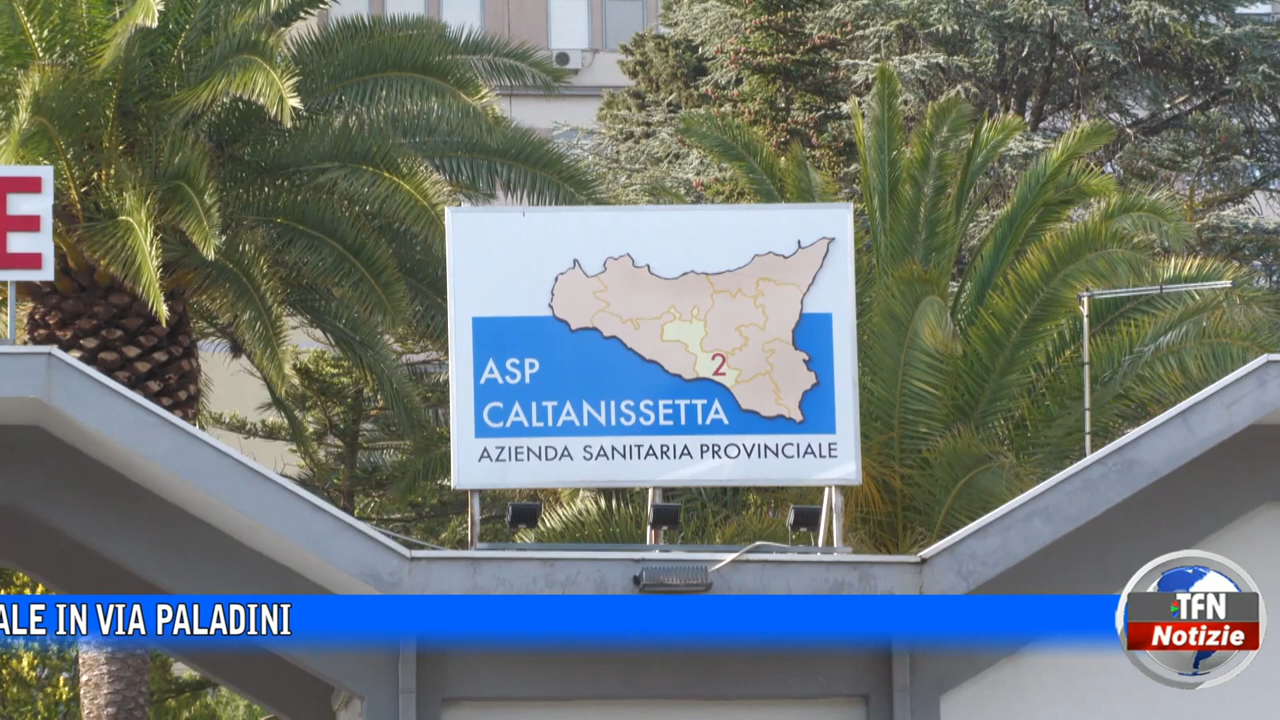 E
2
ASP
CALTANISSETTA
AZIENDA SANITARIA PROVINCIALE
ALE IN VIA PALADINI
TFN
Notizie